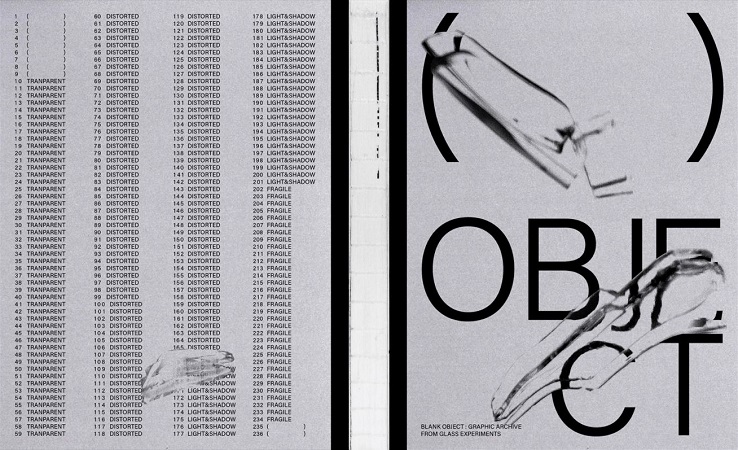 1 ( )
2 ( )
3 ( )
4 ( )
5 ( )
6 ( )
7 ( )
8 ( )
9 ( )
10 TRANPARENT
11 TRANPARENT
12 TRANPARENT
13 TRANPARENT
14 TRANPARENT
15 TRANPARENT
16 TRANPARENT
17 TRANPARENT
18 TRANPARENT
19 TRANPARENT
20 TRANPARENT
21 TRANPARENT
22 TRANPARENT
23 TRANPARENT
24 TRANPARENT
25 TRANPARENT
26 TRANPARENT
27 TRANPARENT
28 TRANPARENT
29 TRANPARENT
30 TRANPARENT
31 TRANPARENT
32 TRANPARENT
33 TRANPARENT
34 TRANPARENT
35 TRANPARENT
36 TRANPARENT
37 TRANPARENT
38 TRANPARENT
39 TRANPARENT
40 TRANPARENT
41 TRANPARENT
42 TRANPARENT
43 TRANPARENT
44 TRANPARENT
45 TRANPARENT
46 TRANPARENT
47 TRANPARENT
48 TRANPARENT
49 TRANPARENT
50 TRANPARENT
51 TRANPARENT
52 TRANPARENT
53 TRANPARENT
54 TRANPARENT
55 TRANPARENT
56 TRANPARENT
57 TRANPARENT
58 TRANPARENT
59 TRANPARENT
60 DISTORTED
61 DISTORTED
62 DISTORTED
63 DISTORTED
64 DISTORTED
65 DISTORTED
66 DISTORTED
67 DISTORTED
68 DISTORTED
69 DISTORTED
70 DISTORTED
71 DISTORTED
72 DISTORTED
73 DISTORTED
74 DISTORTED
75 DISTORTED
76 DISTORTED
77 DISTORTED
78 DISTORTED
79 DISTORTED
80 DISTORTED
81 DISTORTED
82 DISTORTED
83 DISTORTED
84 DISTORTED
85 DISTORTED
86 DISTORTED
87 DISTORTED
88 DISTORTED
89 DISTORTED
90 DISTORTED
91 DISTORTED
92 DISTORTED
93 DISTORTED
94 DISTORTED
95 DISTORTED
96 DISTORTED
97 DISTORTED
98 DISTORTED
99 DISTORTED
100 DISTORTED
101 DISTORTED
102 DISTORTED
103 DISTORTED
104 DISTORTED
105 DISTORTED
106 DISTORTED
107 DISTORTED
108 DISTORTED
109 DISTORTED
110 DISTORTED
111 DISTORTED
112 DISTORTED
113 DISTORTED
114 DISTORTED
115 DISTORTED
116 DISTORTED
117 DISTORTED
118 DISTORTED
119 DISTORTED
120 DISTORTED
121 DISTORTED
122 DISTORTED
123 DISTORTED
124 DISTORTED
125 DISTORTED
126 DISTORTED
127 DISTORTED
128 DISTORTED
129 DISTORTED
130 DISTORTED
131 DISTORTED
132 DISTORTED
133 DISTORTED
134 DISTORTED
135 DISTORTED
136 DISTORTED
137 DISTORTED
138 DISTORTED
139 DISTORTED
140 DISTORTED
141 DISTORTED
142 DISTORTED
143 DISTORTED
144 DISTORTED
145 DISTORTED
146 DISTORTED
147 DISTORTED
148 DISTORTED
149 DISTORTED
150 DISTORTED
151 DISTORTED
152 DISTORTED
153 DISTORTED
154 DISTORTED
155 DISTORTED
156 DISTORTED
157 DISTORTED
158 DISTORTED
159 DISTORTED
160 DISTORTED
161 DISTORTED
162 DISTORTED
163 DISTORTED
164 DISTORTED
165 DISTORTED
LIGHT&SHADOW
172 LIGHT&SHADOW
173 LIGHT&SHADOW
174 LIGHT&SHADOW
175 LIGHT&SHADOW
176 LIGHT&SHADOW
177 LIGHT&SHADOW
178 LIGHT&SHADOW
179 LIGHT&SHADOW
180 LIGHT&SHADOW
181 LIGHT&SHADOW
182 LIGHT&SHADOW
183 LIGHT&SHADOW
184 LIGHT&SHADOW
185 LIGHT&SHADOW
186 LIGHT&SHADOW
187 LIGHT&SHADOW
188 LIGHT&SHADOW
189 LIGHT&SHADOW
190 LIGHT&SHADOW
191 LIGHT&SHADOW
192 LIGHT&SHADOW
193 LIGHT&SHADOW
194 LIGHT&SHADOW
195 LIGHT&SHADOW
196 LIGHT&SHADOW
197 LIGHT&SHADOW
198 LIGHT&SHADOW
199 LIGHT&SHADOW
200 LIGHT&SHADOW
201 LIGHT&SHADOW
202 FRAGILE
203 FRAGILE
204 FRAGILE
205 FRAGILE
206 FRAGILE
207 FRAGILE
208 FRAGILE
209 FRAGILE
210 FRAGILE
211 FRAGILE
212 FRAGILE
213 FRAGILE
214 FRAGILE
215 FRAGILE
216 FRAGILE
217 FRAGILE
218 FRAGILE
219 FRAGILE
220 FRAGILE
221 FRAGILE
222 FRAGILE
223 FRAGILE
224 FRAGILE
225 FRAGILE
226 FRAGILE
227 FRAGILE
228 FRAGILE
229 FRAGILE
230 FRAGILE
231 FRAGILE
232 FRAGILE
233 FRAGILE
234 FRAGILE
235 ( )
236 ( )
( )
OBJE
CT
BLANK OBJECT : GRAPHIC ARCHIVE
FROM GLASS EXPERIMENTS